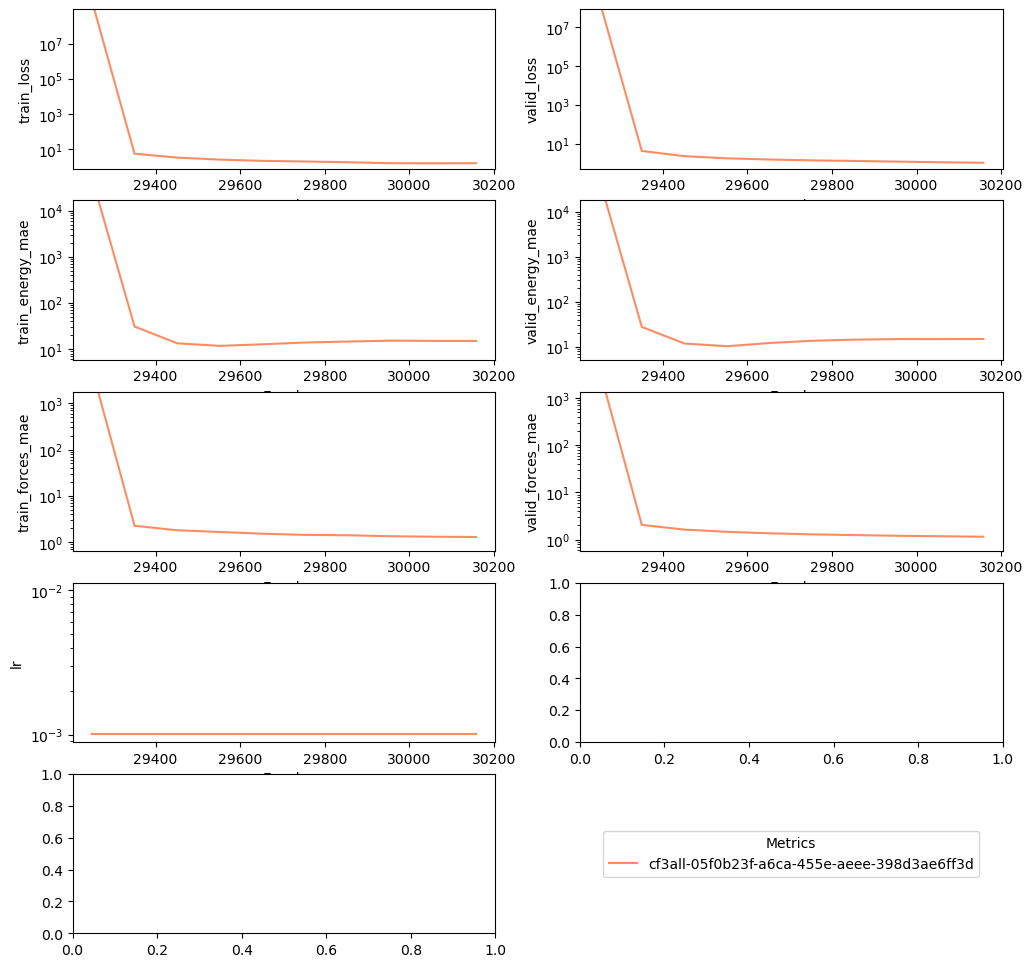 train_loss
10^7
10^5
10^3
10^1
29400 29600 29800 30000 30200
valid_loss
10^7
10^5
10^3
10^1
29400 29600 29800 30000 30200
train_energy_mae
10^4
10^3
10^2
10^1
29400 29600 29800 30000 30200
valid_energy_mae
10^4
10^3
10^2
10^1
29400 29600 29800 30000 30200
train_forces_mae
10^3
10^2
10^1
10^0
29400 29600 29800 30000 30200
valid_forces_mae
10^3
10^2
10^1
10^0
29400 29600 29800 30000 30200
lr
10^-2
10^-3
29400 29600 29800 30000 30200
1.0
0.8
0.6
0.4
0.2
0.0
0.0 0.2 0.4 0.6 0.8 1.0
1.0
0.8
0.6
0.4
0.2
0.0
0.0 0.2 0.4 0.6 0.8 1.0
Metrics
cf3all-05f0b23f-a6ca-455e-aeee-398d3ae6ff3d